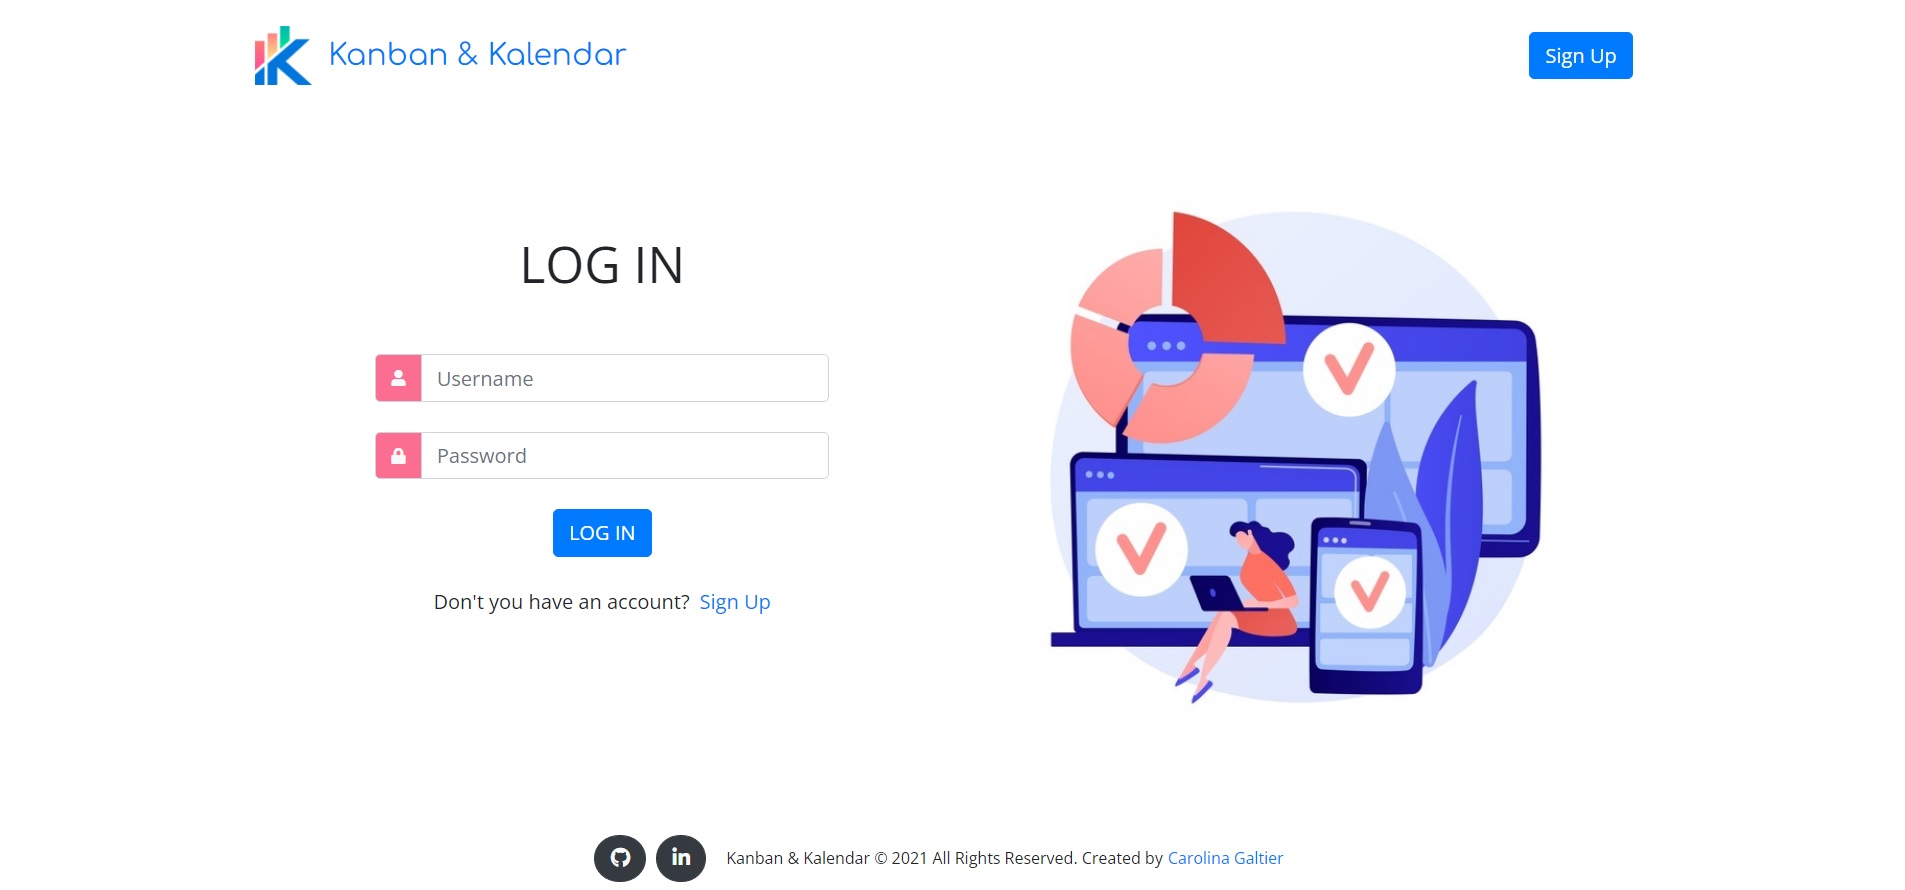 Kanban & Kalendar
Sign Up
LOG IN
Username
Password
LOG IN
Don't you have an account? Sign Up
Kanban & Kalendar © 2021 All Rights Reserved. Created by Carolina Galtier